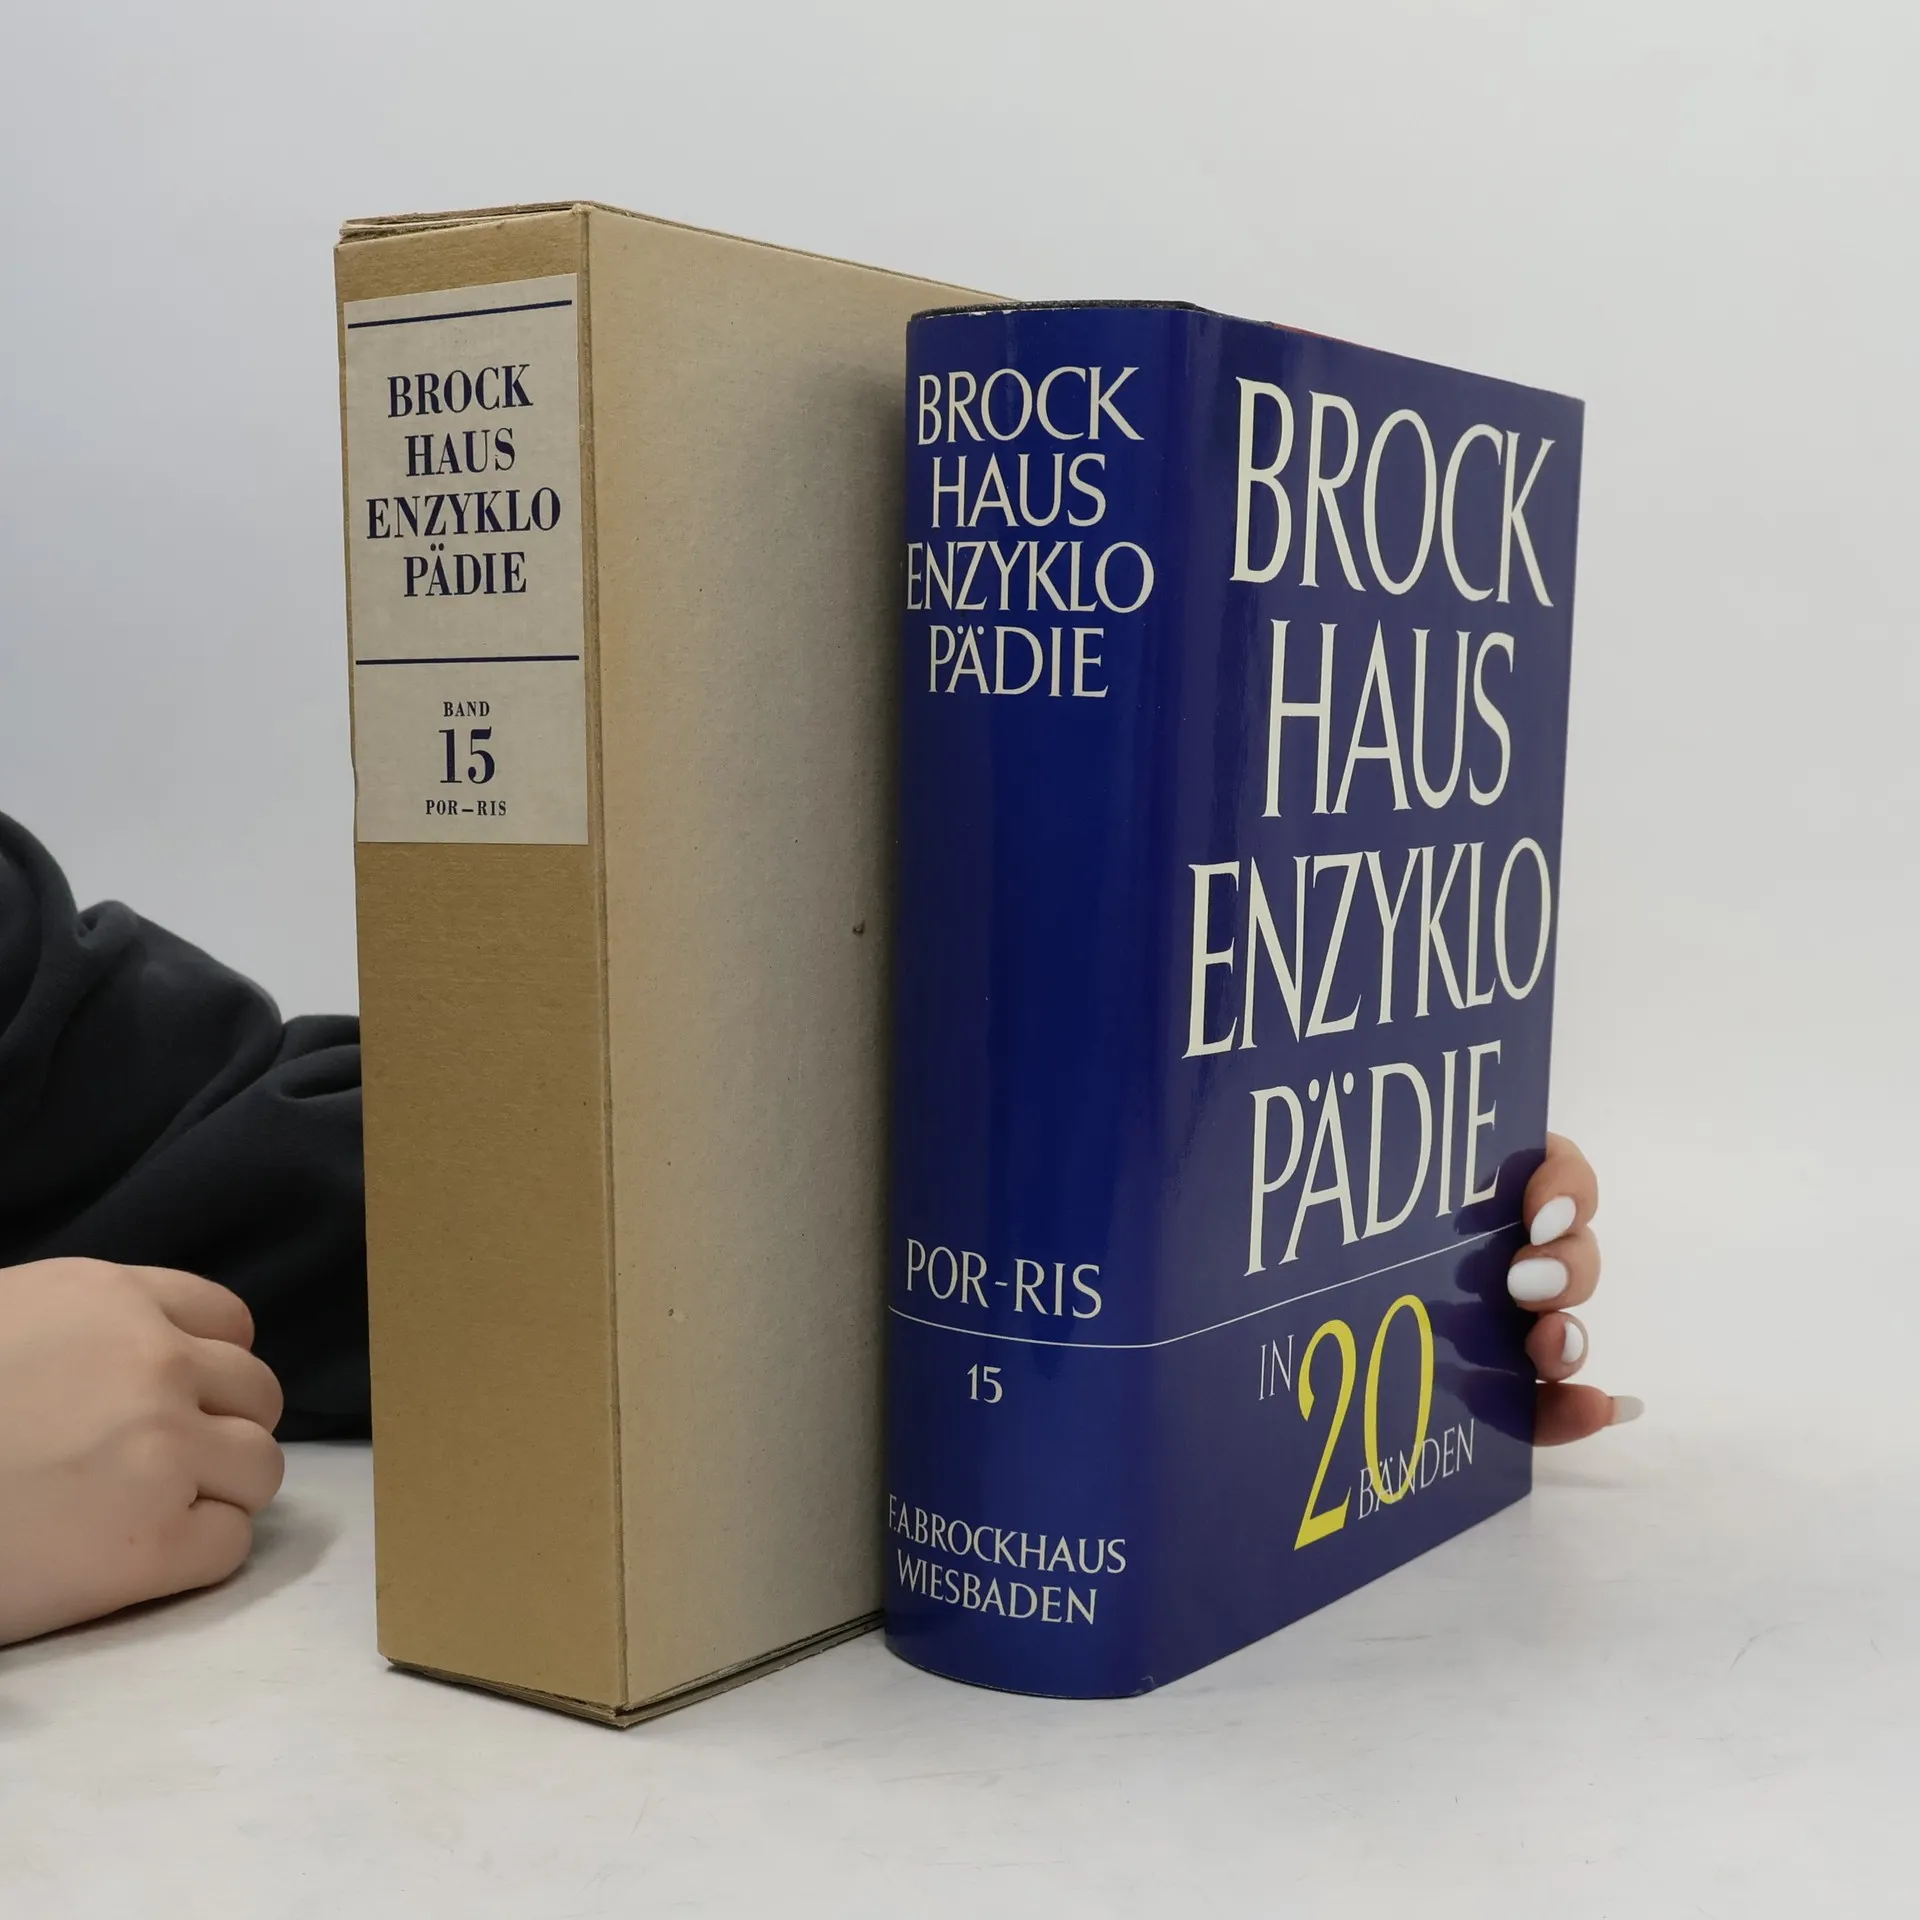 BROCK
HAUS
ENZYKLO
PÄDIE
BAND
15
POR–RIS
BROCK
HAUS
ENZYKLO
PÄDIE
POR-RIS
15
F.A.BROCKHAUS
WIESBADEN
BROCK
HAUS
ENZYKLO
PÄDIE
IN 20
BÄNDEN